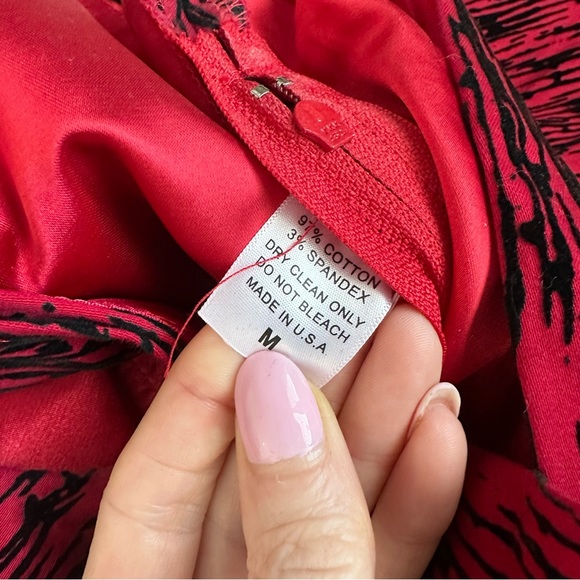 97% COTTON
3% SPANDEX
DRY CLEAN ONLY
DO NOT BLEACH
MADE IN U.S.A
M